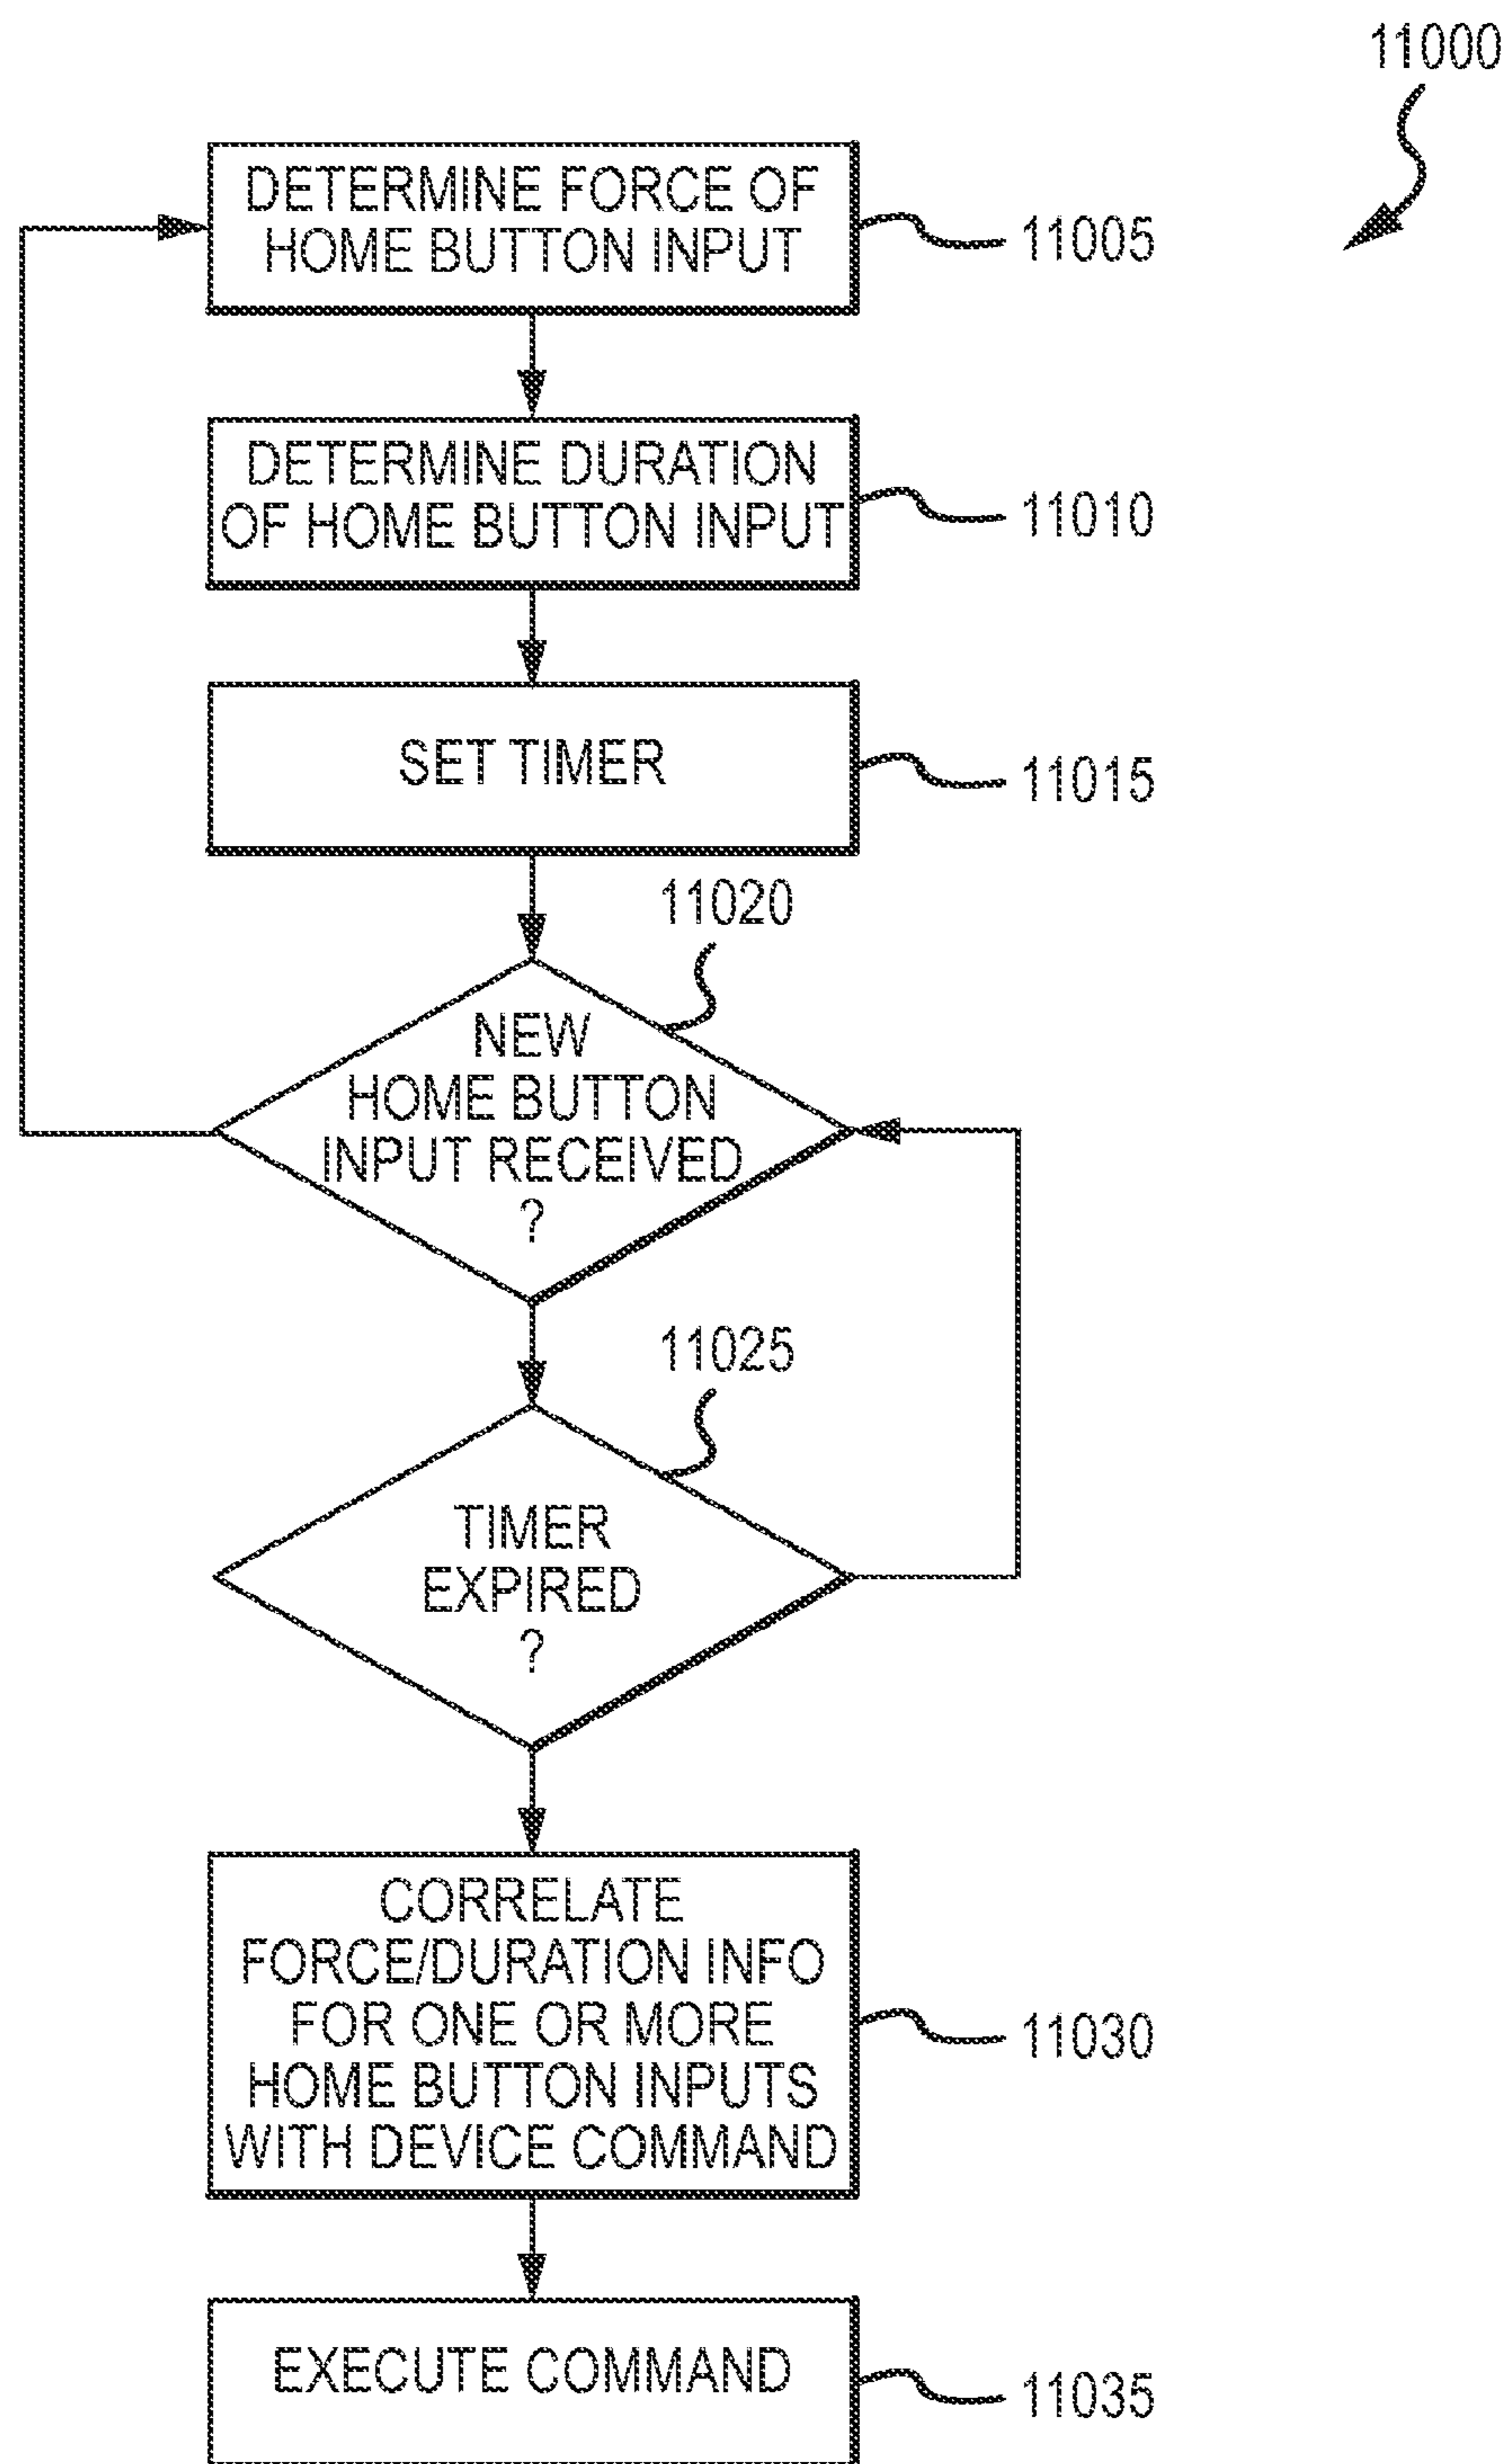 11000
DETERMINE FORCE OF
HOME BUTTON INPUT
11005
DETERMINE DURATION
OF HOME BUTTON INPUT
11010
SET TIMER
11015
11020
NEW
HOME BUTTON
INPUT RECEIVED
?
11025
TIMER
EXPIRED
?
CORRELATE
FORCE/DURATION INFO
FOR ONE OR MORE
HOME BUTTON INPUTS
WITH DEVICE COMMAND
11030
EXECUTE COMMAND
11035